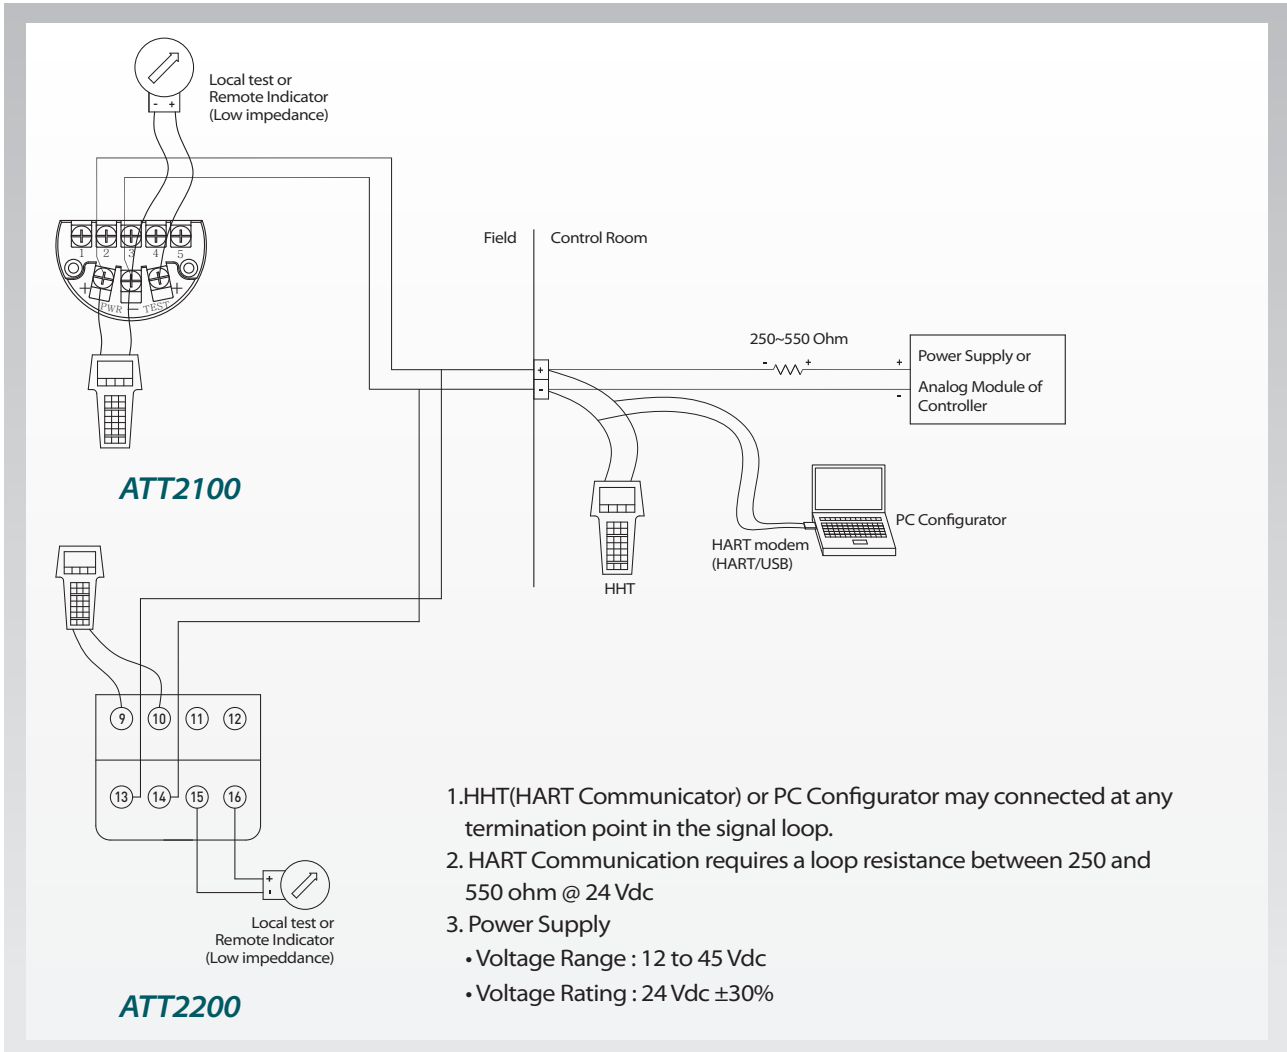 Local test or
Remote Indicator
(Low impedance)
- +
1 2 3 4 5
+ +
PWR — TEST
Field
Control Room
250~550 Ohm
- +
+
-
+
-
Power Supply or
Analog Module of
Controller
ATT2100
PC Configurator
HART modem
(HART/USB)
HHT
9 10 11 12
13 14 15 16
+
-
Local test or
Remote Indicator
(Low impeddance)
ATT2200
1.HHT(HART Communicator) or PC Configurator may connected at any
termination point in the signal loop.
2. HART Communication requires a loop resistance between 250 and
550 ohm @ 24 Vdc
3. Power Supply
• Voltage Range : 12 to 45 Vdc
• Voltage Rating : 24 Vdc ±30%